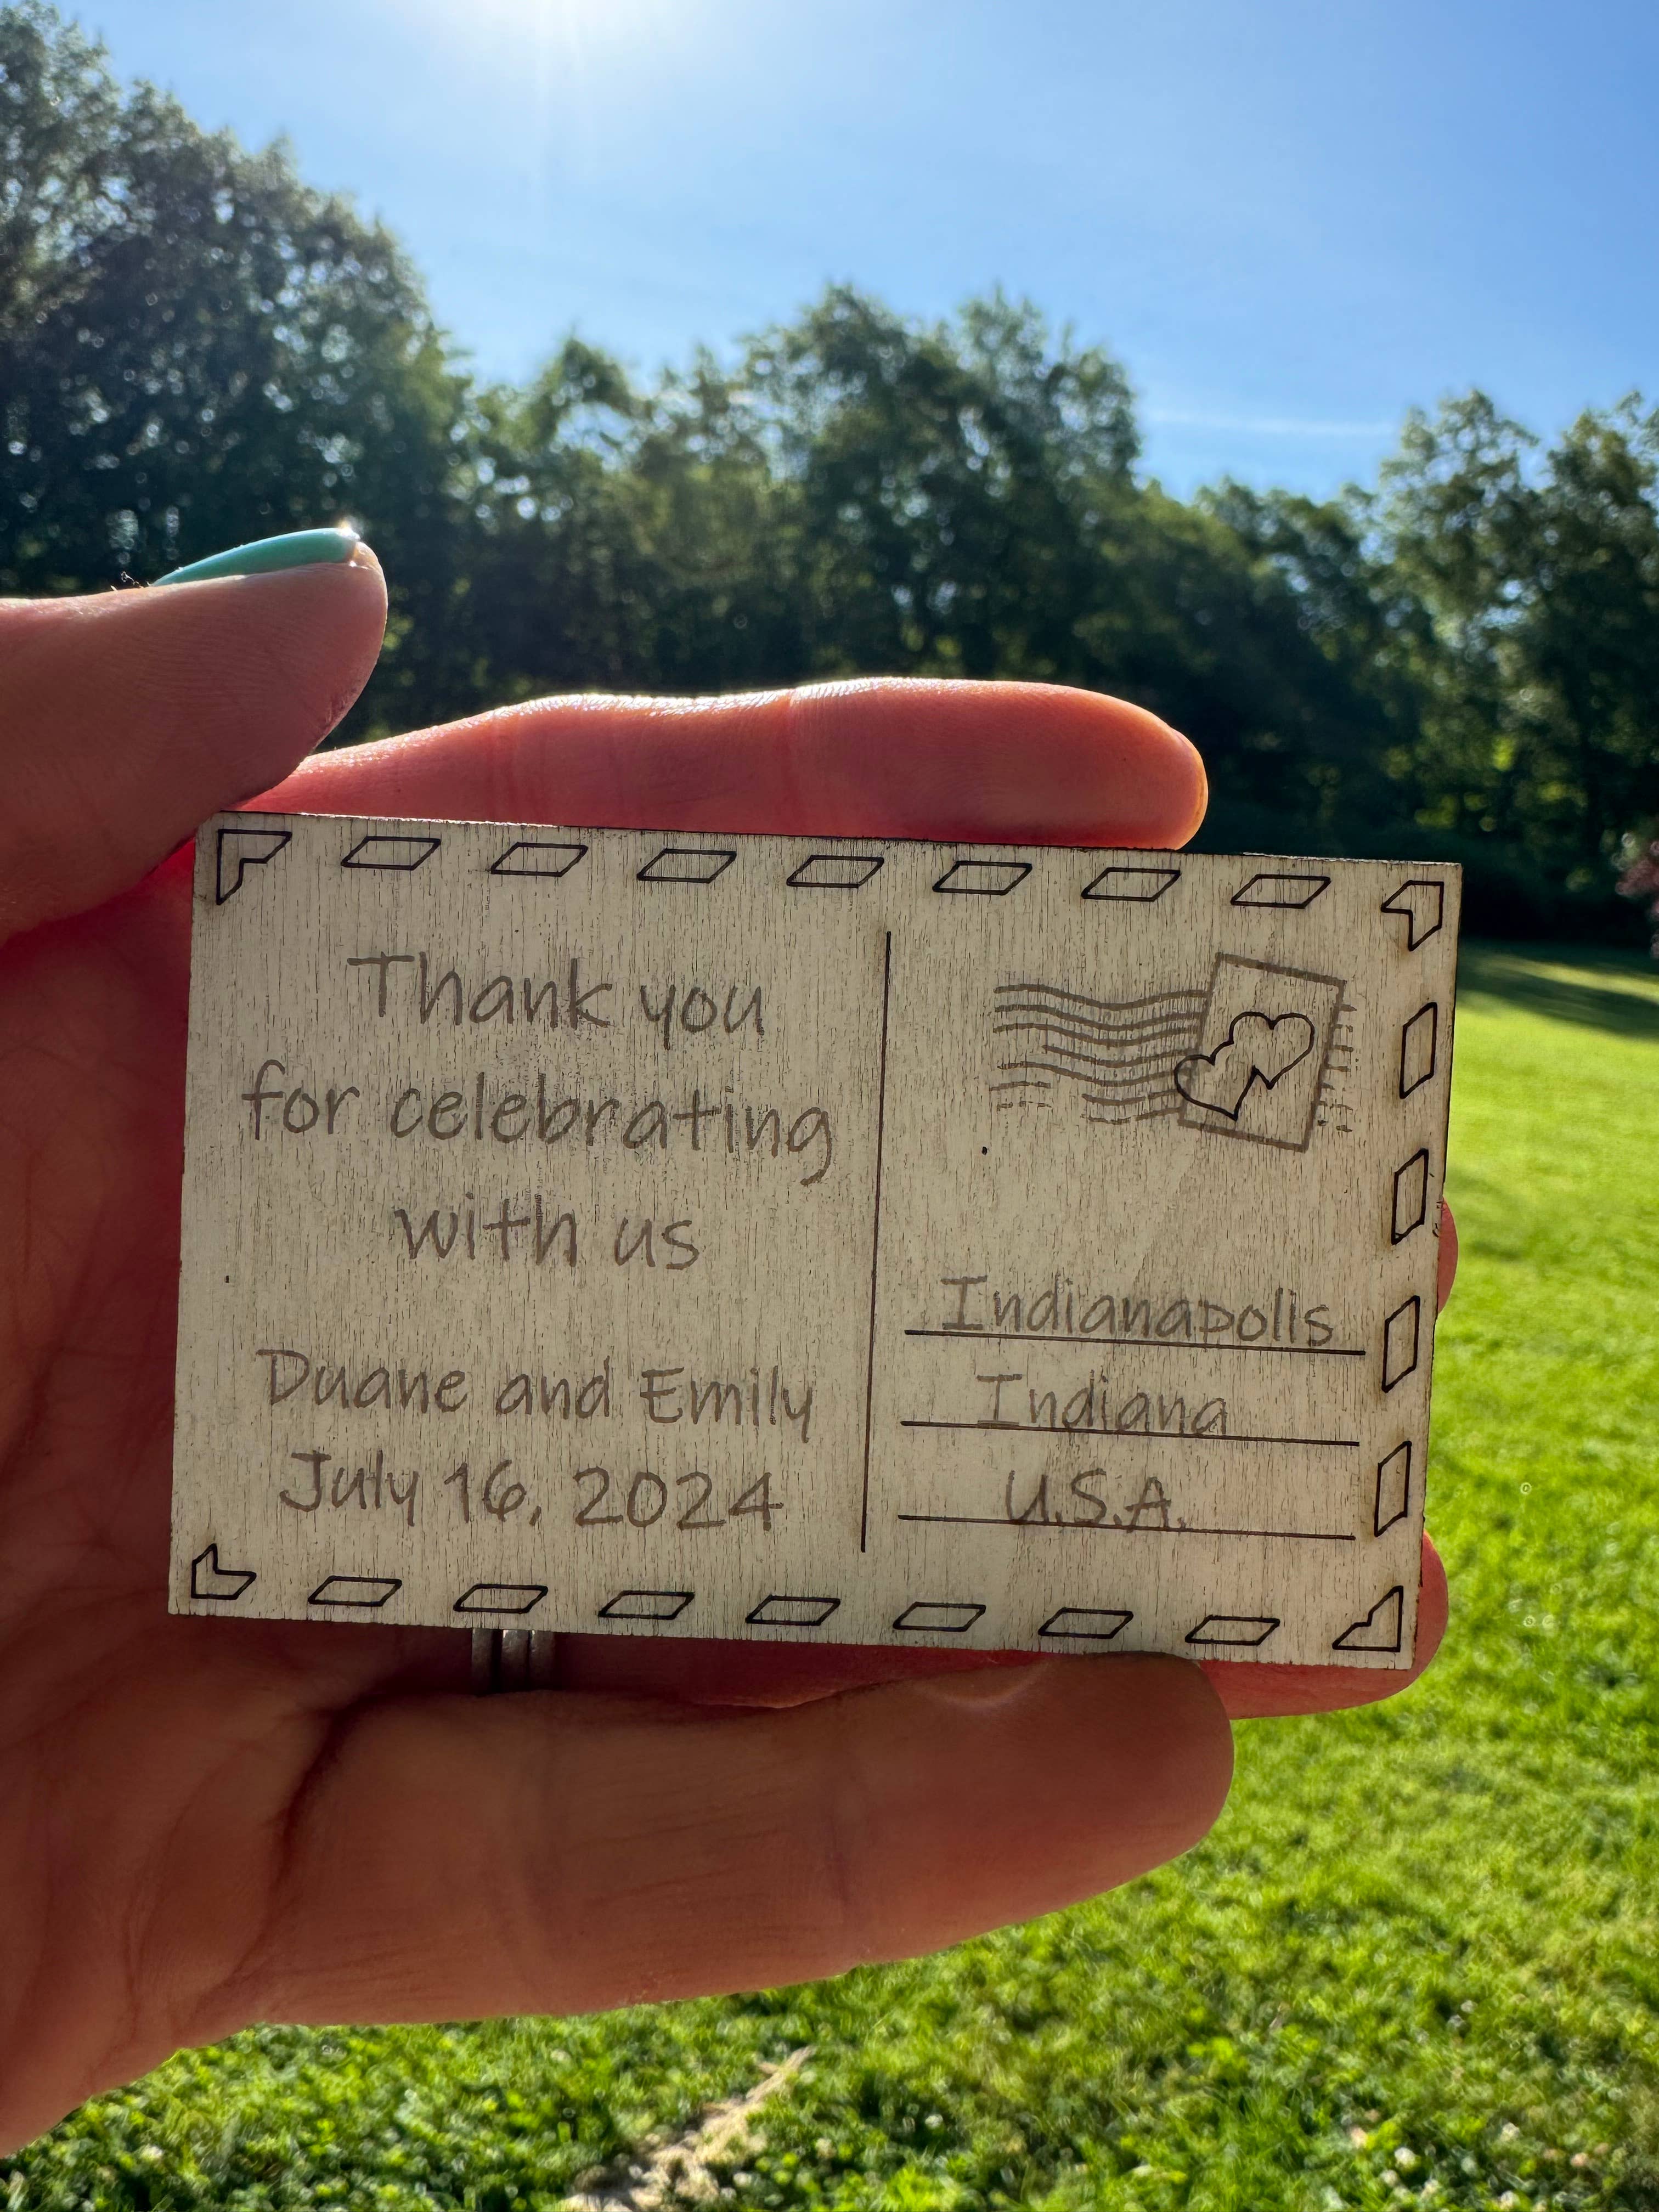 Thank you
for celebrating
with us
Duane and Emily
July 16, 2024
Indianapolis
Indiana
U.S.A.